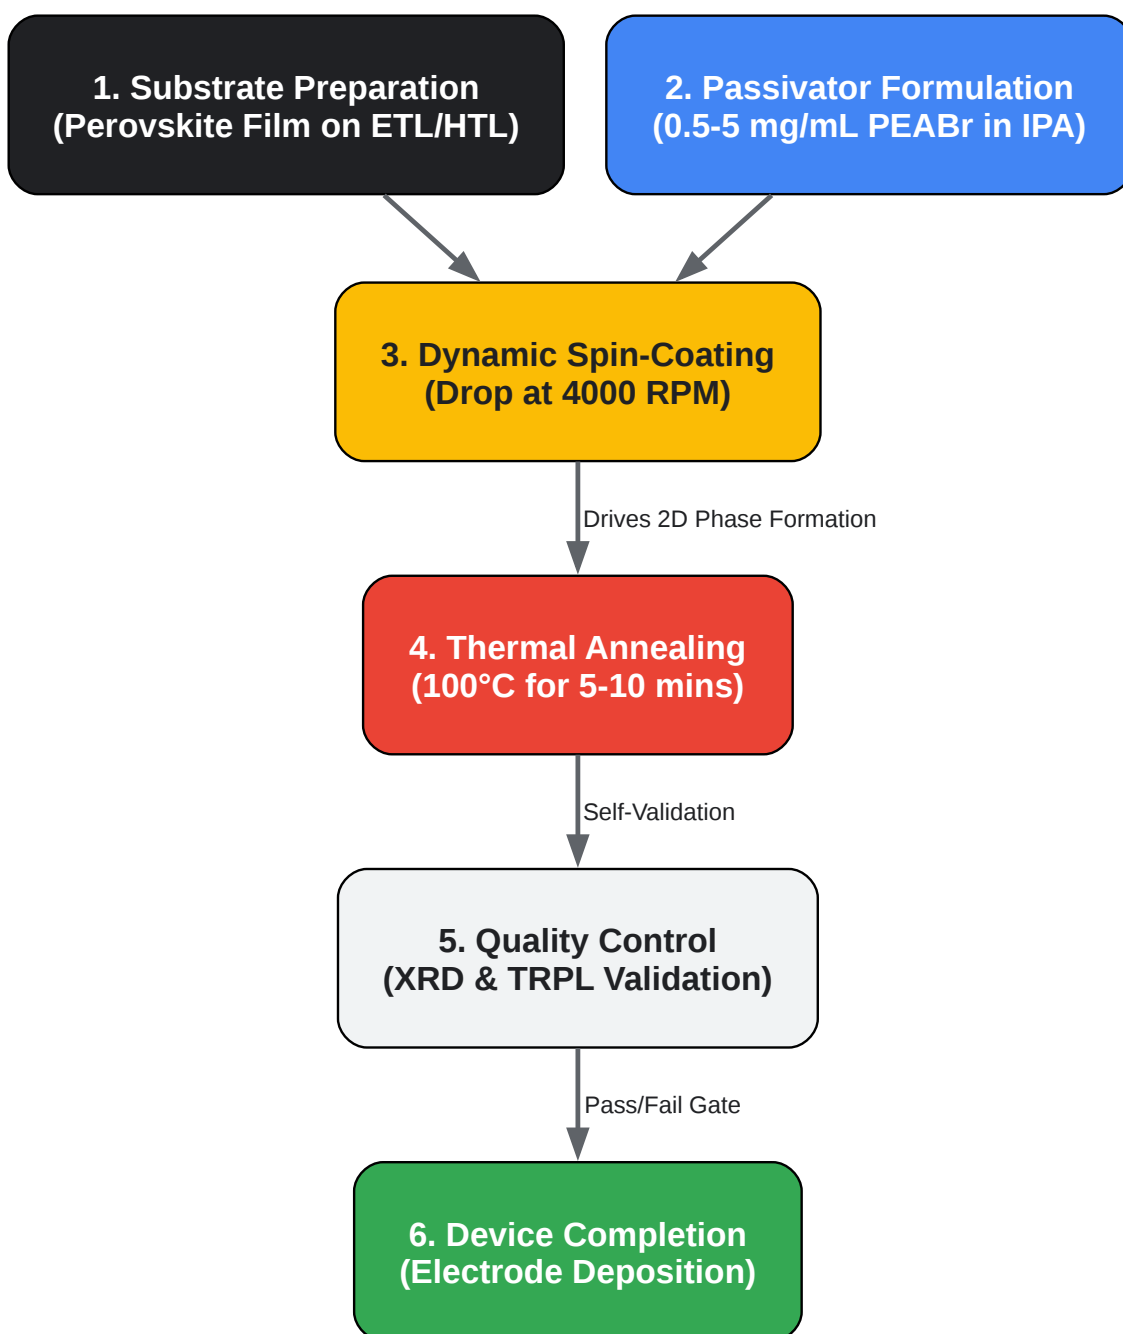 1. Substrate Preparation
(Perovskite Film on ETL/HTL)
2. Passivator Formulation
(0.5-5 mg/mL PEABr in IPA)
3. Dynamic Spin-Coating
(Drop at 4000 RPM)
Drives 2D Phase Formation
4. Thermal Annealing
(100°C for 5-10 mins)
Self-Validation
5. Quality Control
(XRD & TRPL Validation)
Pass/Fail Gate
6. Device Completion
(Electrode Deposition)